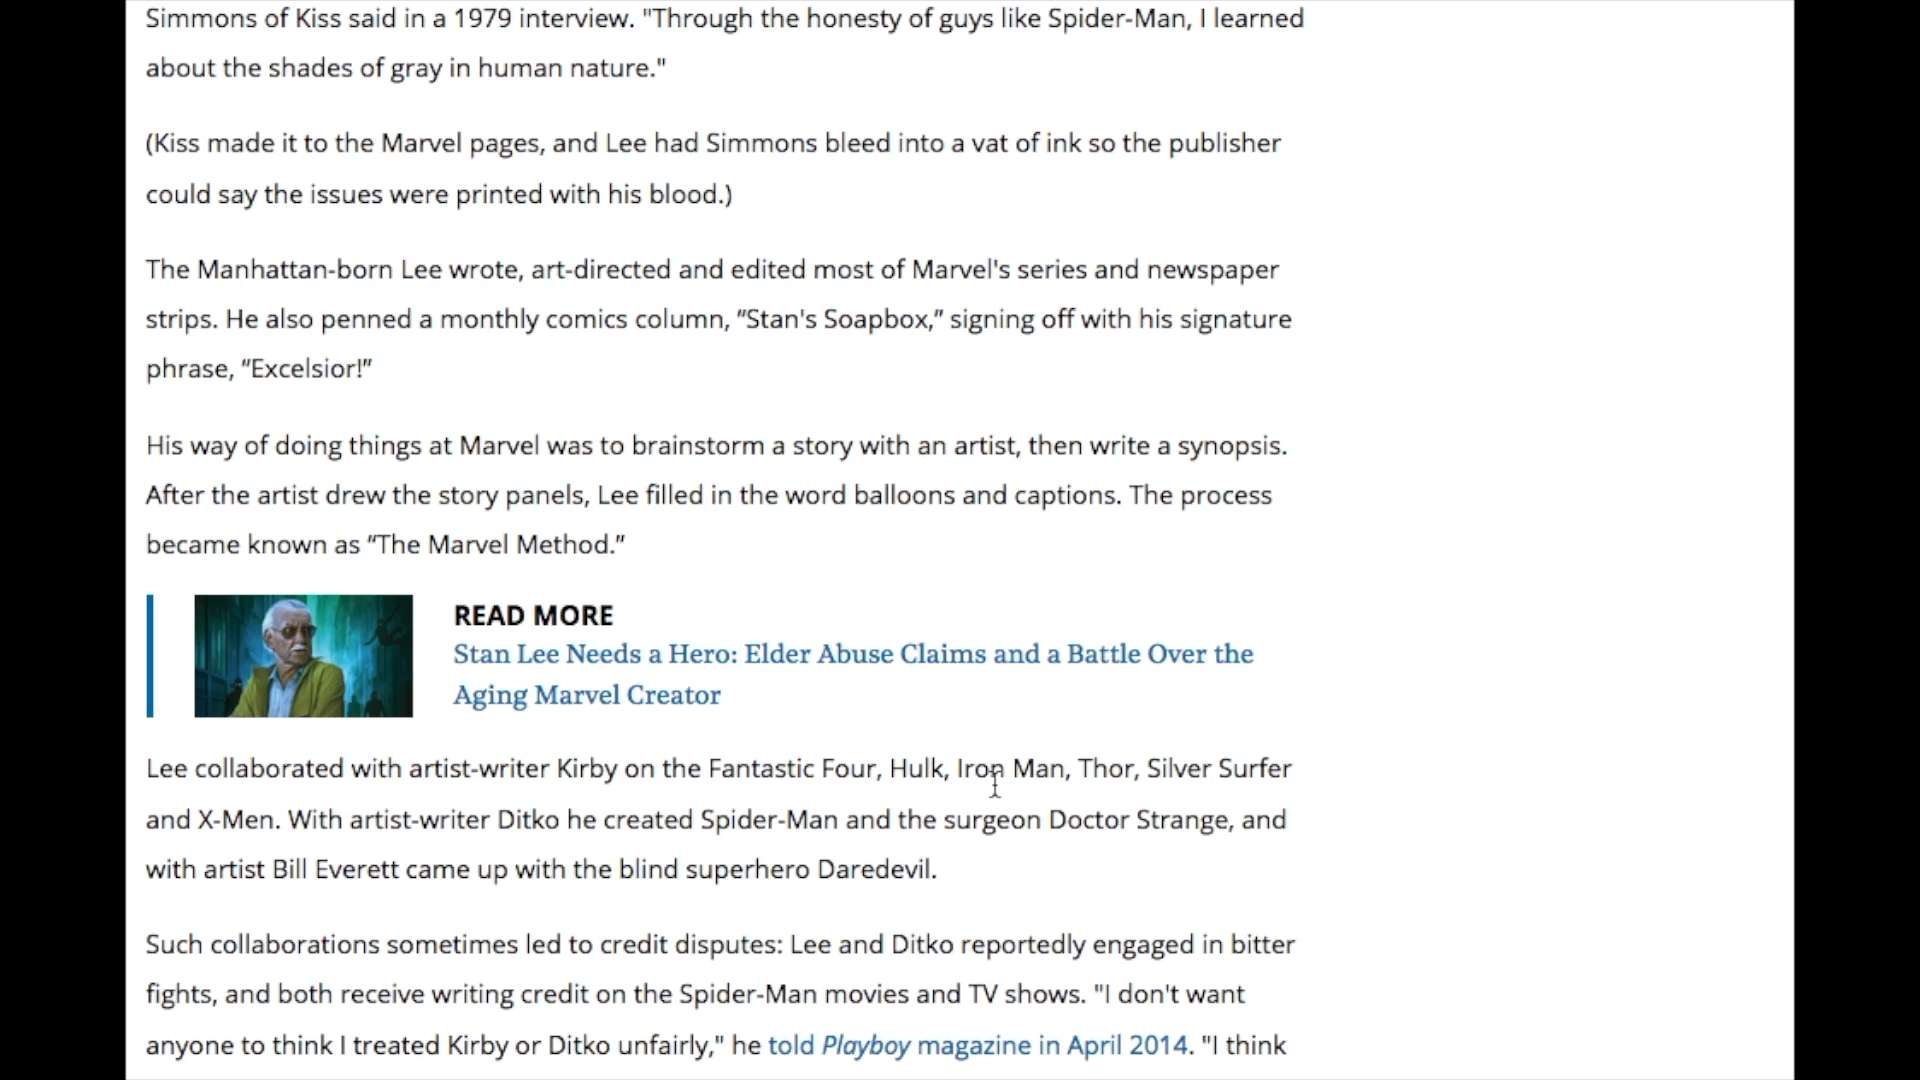 Simmons of Kiss said in a 1979 interview. "Through the honesty of guys like Spider-Man, I learned
about the shades of gray in human nature."
(Kiss made it to the Marvel pages, and Lee had Simmons bleed into a vat of ink so the publisher
could say the issues were printed with his blood.)
The Manhattan-born Lee wrote, art-directed and edited most of Marvel's series and newspaper
strips. He also penned a monthly comics column, “Stan's Soapbox,” signing off with his signature
phrase, “Excelsior!”
His way of doing things at Marvel was to brainstorm a story with an artist, then write a synopsis.
After the artist drew the story panels, Lee filled in the word balloons and captions. The process
became known as “The Marvel Method.”
READ MORE
Stan Lee Needs a Hero: Elder Abuse Claims and a Battle Over the
Aging Marvel Creator
Lee collaborated with artist-writer Kirby on the Fantastic Four, Hulk, Iron Man, Thor, Silver Surfer
and X-Men. With artist-writer Ditko he created Spider-Man and the surgeon Doctor Strange, and
with artist Bill Everett came up with the blind superhero Daredevil.
Such collaborations sometimes led to credit disputes: Lee and Ditko reportedly engaged in bitter
fights, and both receive writing credit on the Spider-Man movies and TV shows. "I don't want
anyone to think I treated Kirby or Ditko unfairly," he told Playboy magazine in April 2014. "I think